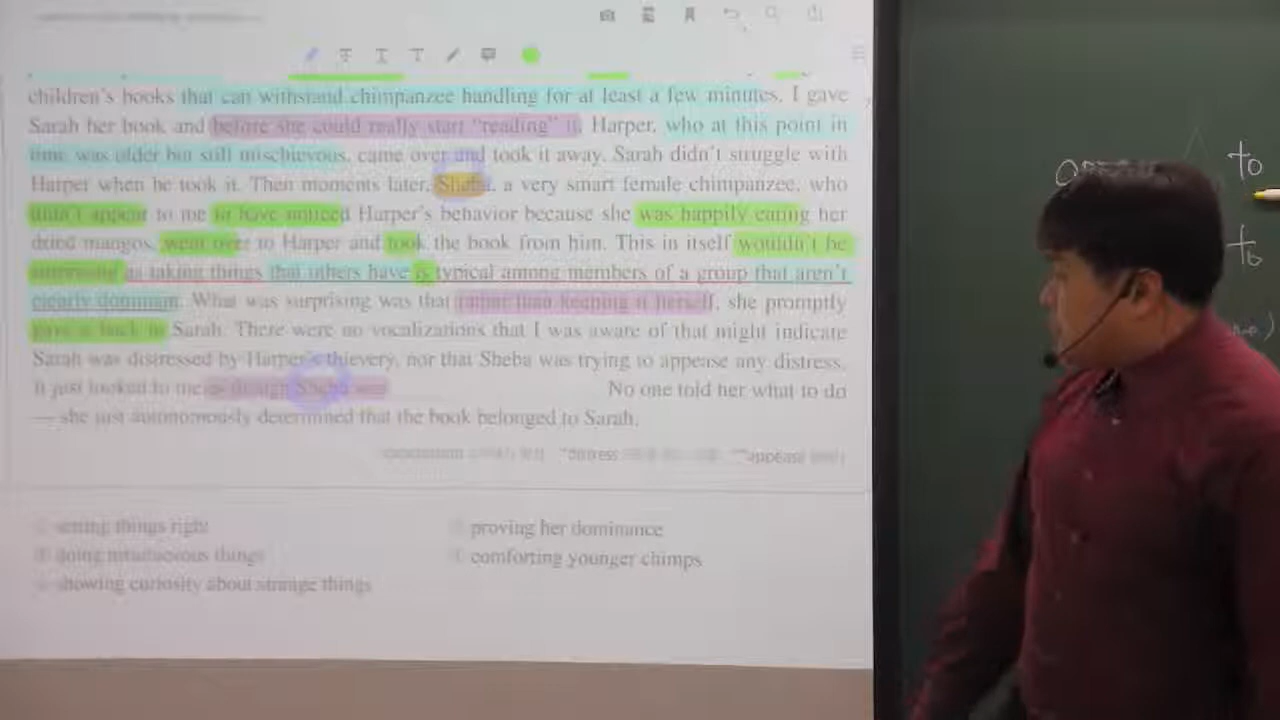 children's books that can withstand chimpanzee handling for at least a few minutes. I gave
Sarah her book and before she could really start “reading” it, Harper, who at this point in
time was older but still mischievous, came over and took it away. Sarah didn't struggle with
Harper when he took it. Then moments later, Sheba, a very smart female chimpanzee, who
didn't appear to me to have noticed Harper's behavior because she was happily eating her
dried mangos, went over to Harper and took the book from him. This in itself wouldn't be
surprising as taking things that others have is typical among members of a group that aren't
clearly dominant. What was surprising was that rather than keeping it herself, she promptly
gave it back to Sarah. There were no vocalizations that I was aware of that might indicate
Sarah was distressed by Harper's thievery, nor that Sheba was trying to appease any distress.
It just looked to me as though Sheba was No one told her what to do
— she just autonomously determined that the book belonged to Sarah.
*distress **appease
setting things right
proving her dominance
doing things
comforting younger chimps
showing curiosity about strange things
to
to